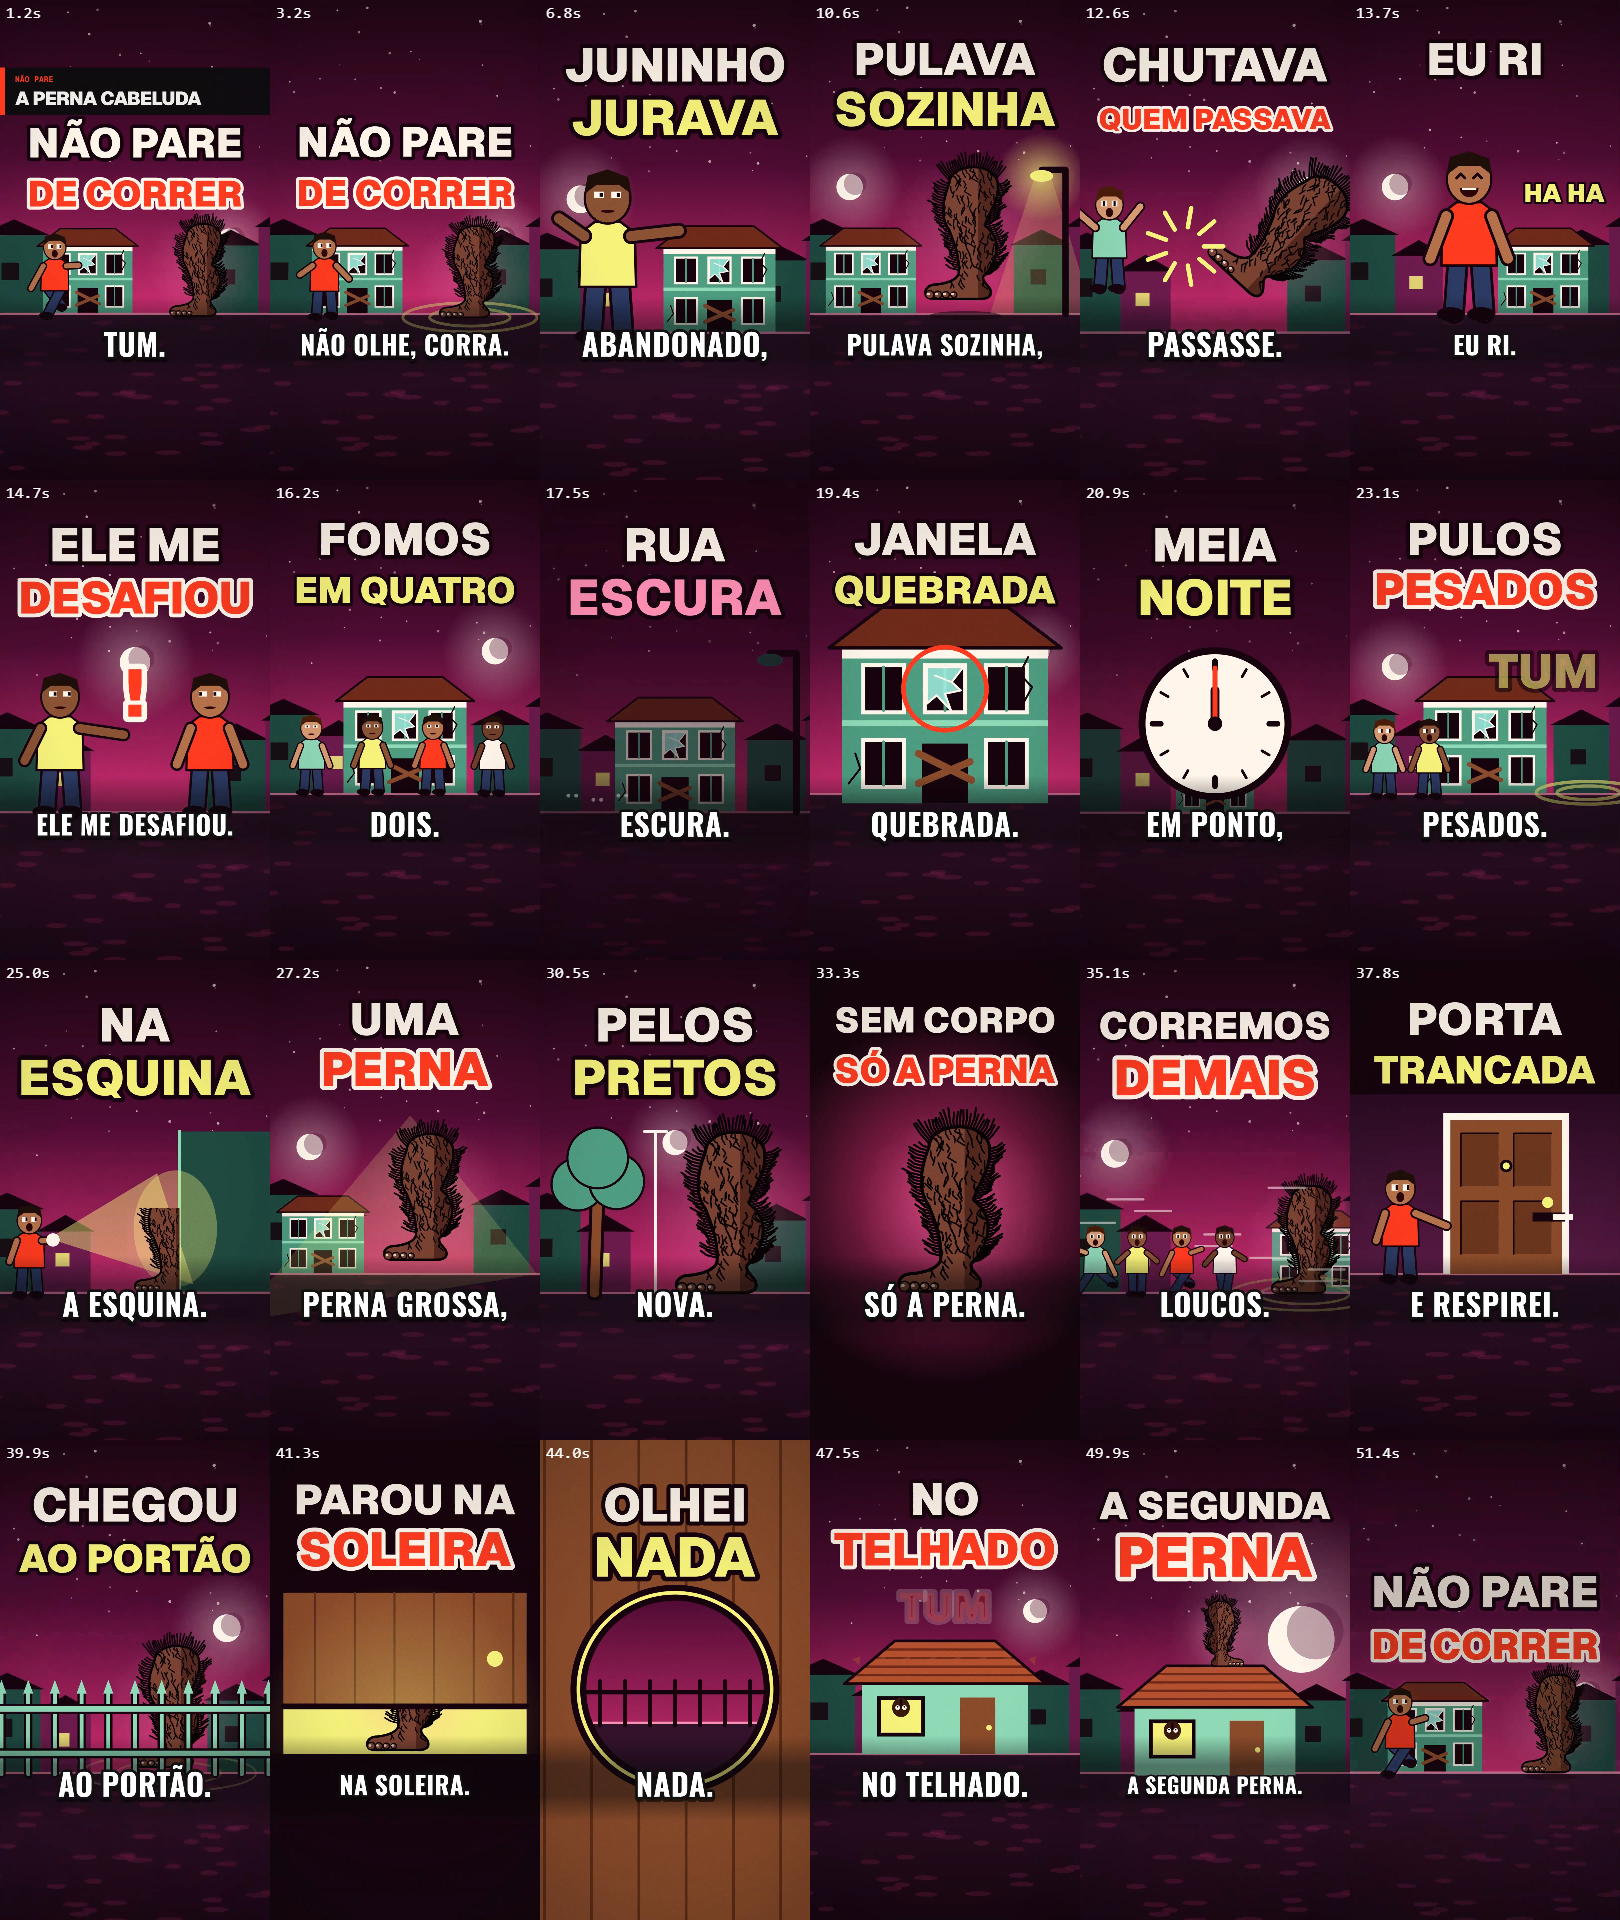 1.2s
NÃO PARE
A PERNA CABELUDA
NÃO PARE
DE CORRER
TUM.
3.2s
NÃO PARE
DE CORRER
NÃO OLHE, CORRA.
6.8s
JUNINHO
JURAVA
ABANDONADO,
10.6s
PULAVA
SOZINHA
PULAVA SOZINHA,
12.6s
CHUTAVA
QUEM PASSAVA
PASSASSE.
13.7s
EU RI
HA HA
EU RI.
14.7s
ELE ME
DESAFIOU
!
ELE ME DESAFIOU.
16.2s
FOMOS
EM QUATRO
DOIS.
17.5s
RUA
ESCURA
ESCURA.
19.4s
JANELA
QUEBRADA
QUEBRADA.
20.9s
MEIA
NOITE
EM PONTO,
23.1s
PULOS
PESADOS
TUM
PESADOS.
25.0s
NA
ESQUINA
A ESQUINA.
27.2s
UMA
PERNA
PERNA GROSSA,
30.5s
PELOS
PRETOS
NOVA.
33.3s
SEM CORPO
SÓ A PERNA
SÓ A PERNA.
35.1s
CORREMOS
DEMAIS
LOUCOS.
37.8s
PORTA
TRANCADA
E RESPIREI.
39.9s
CHEGOU
AO PORTÃO
AO PORTÃO.
41.3s
PAROU NA
SOLEIRA
NA SOLEIRA.
44.0s
OLHEI
NADA
NADA.
47.5s
NO
TELHADO
TUM
NO TELHADO.
49.9s
A SEGUNDA
PERNA
A SEGUNDA PERNA.
51.4s
NÃO PARE
DE CORRER